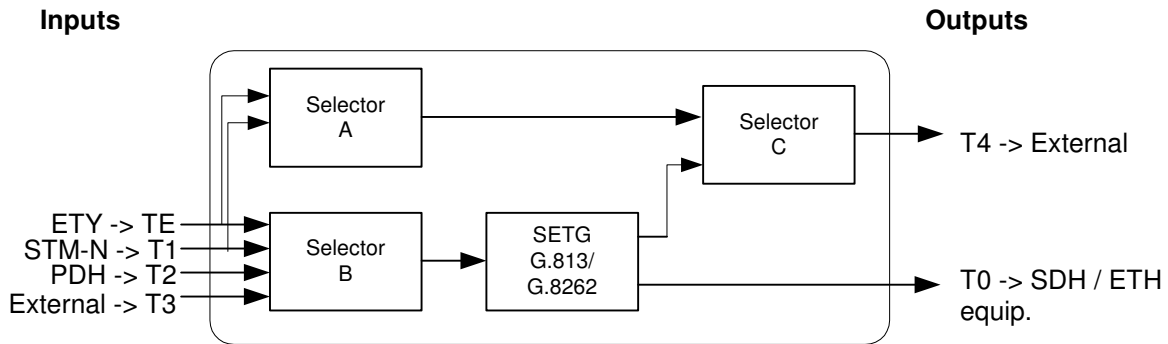 Inputs
Outputs
Selector
A
Selector
C
T4 -> External
ETY -> TE
STM-N -> T1
PDH -> T2
External -> T3
Selector
B
SETG
G.813/
G.8262
T0 -> SDH / ETH
equip.